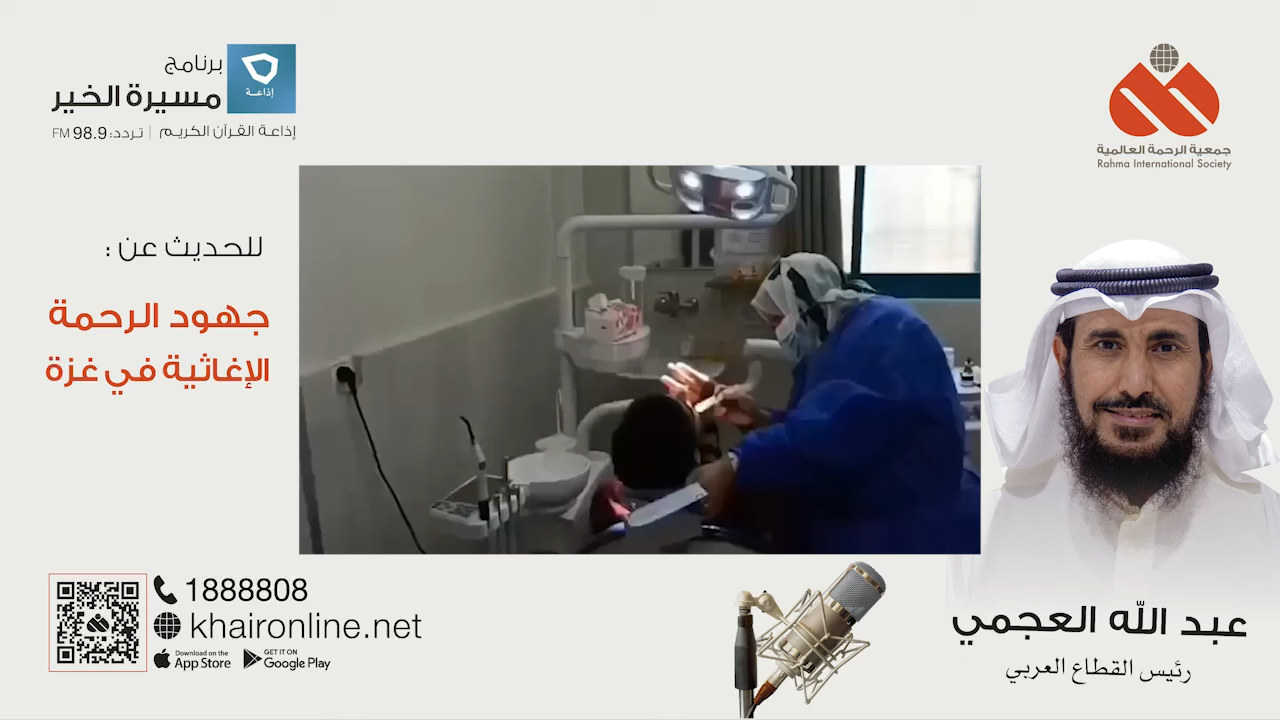 برنامج
مسيرة الخير
إذاعة
إذاعة القرآن الكريم | تردد: 98.9 FM
جمعية الرحمة العالمية
Rahma International Society
للحديث عن :
جهود الرحمة
الإغاثية في غزة
1888808
khaironline.net
Download on the App Store
GET IT ON Google Play
عبد الله العجمي
رئيس القطاع العربي